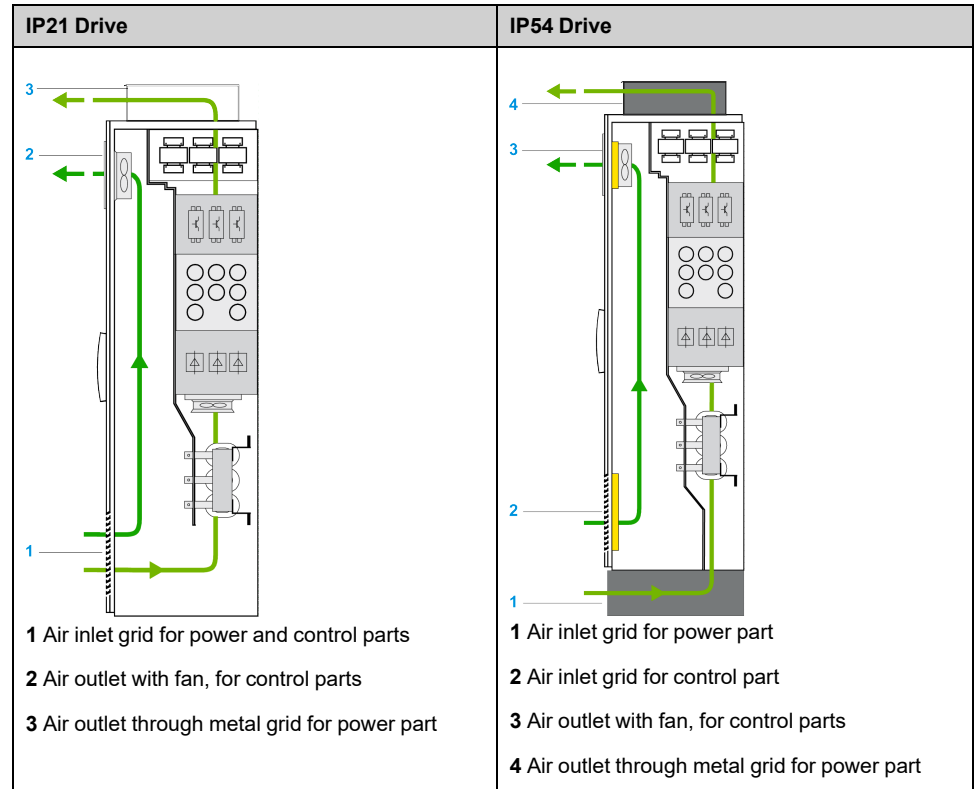 IP21 Drive
IP54 Drive
3
2
1
1 Air inlet grid for power and control parts
2 Air outlet with fan, for control parts
3 Air outlet through metal grid for power part
4
3
2
1
1 Air inlet grid for power part
2 Air inlet grid for control part
3 Air outlet with fan, for control parts
4 Air outlet through metal grid for power part